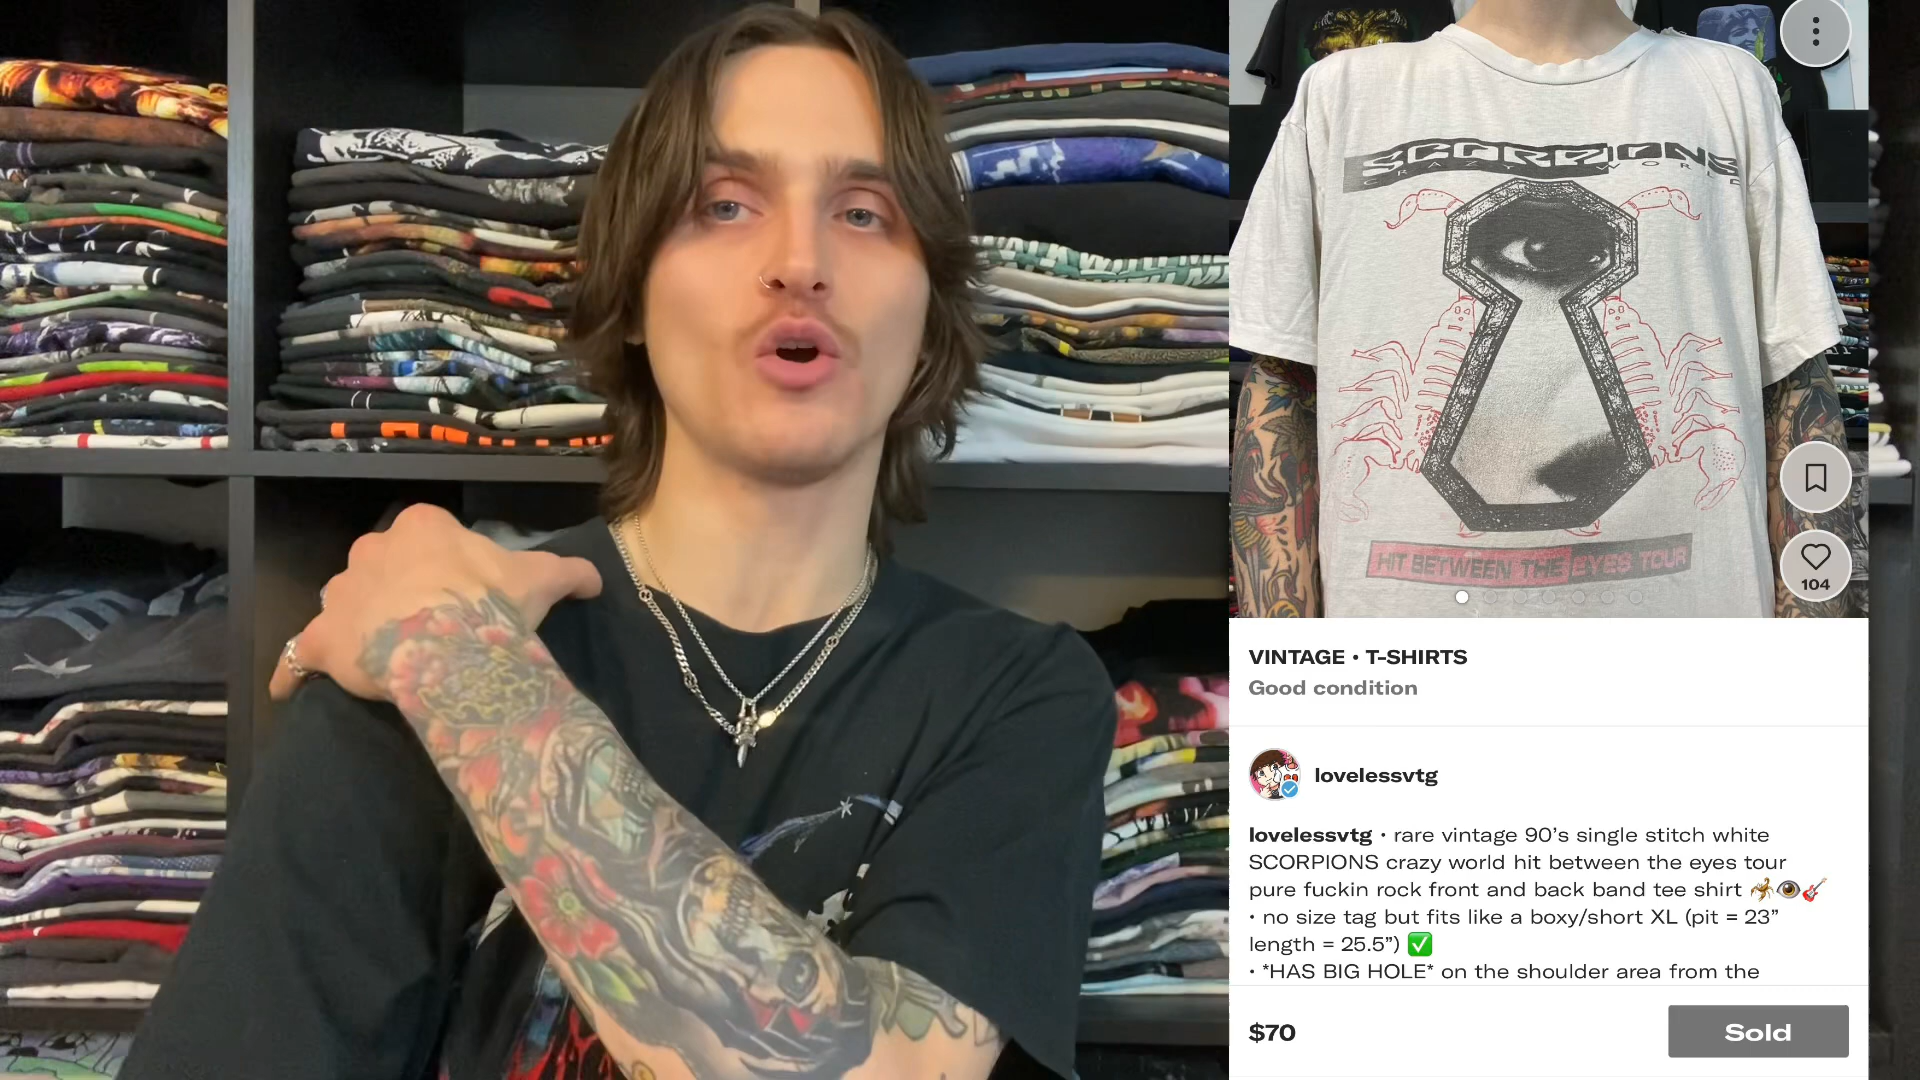 SCORPIONS
CRAZY WORLD
HIT BETWEEN THE EYES TOUR
104
VINTAGE • T-SHIRTS
Good condition
lovelessvtg
lovelessvtg • rare vintage 90’s single stitch white
SCORPIONS crazy world hit between the eyes tour
pure fuckin rock front and back band tee shirt 🦂👁️🎸
• no size tag but fits like a boxy/short XL (pit = 23”
length = 25.5”) ✅
• *HAS BIG HOLE* on the shoulder area from the
$70
Sold